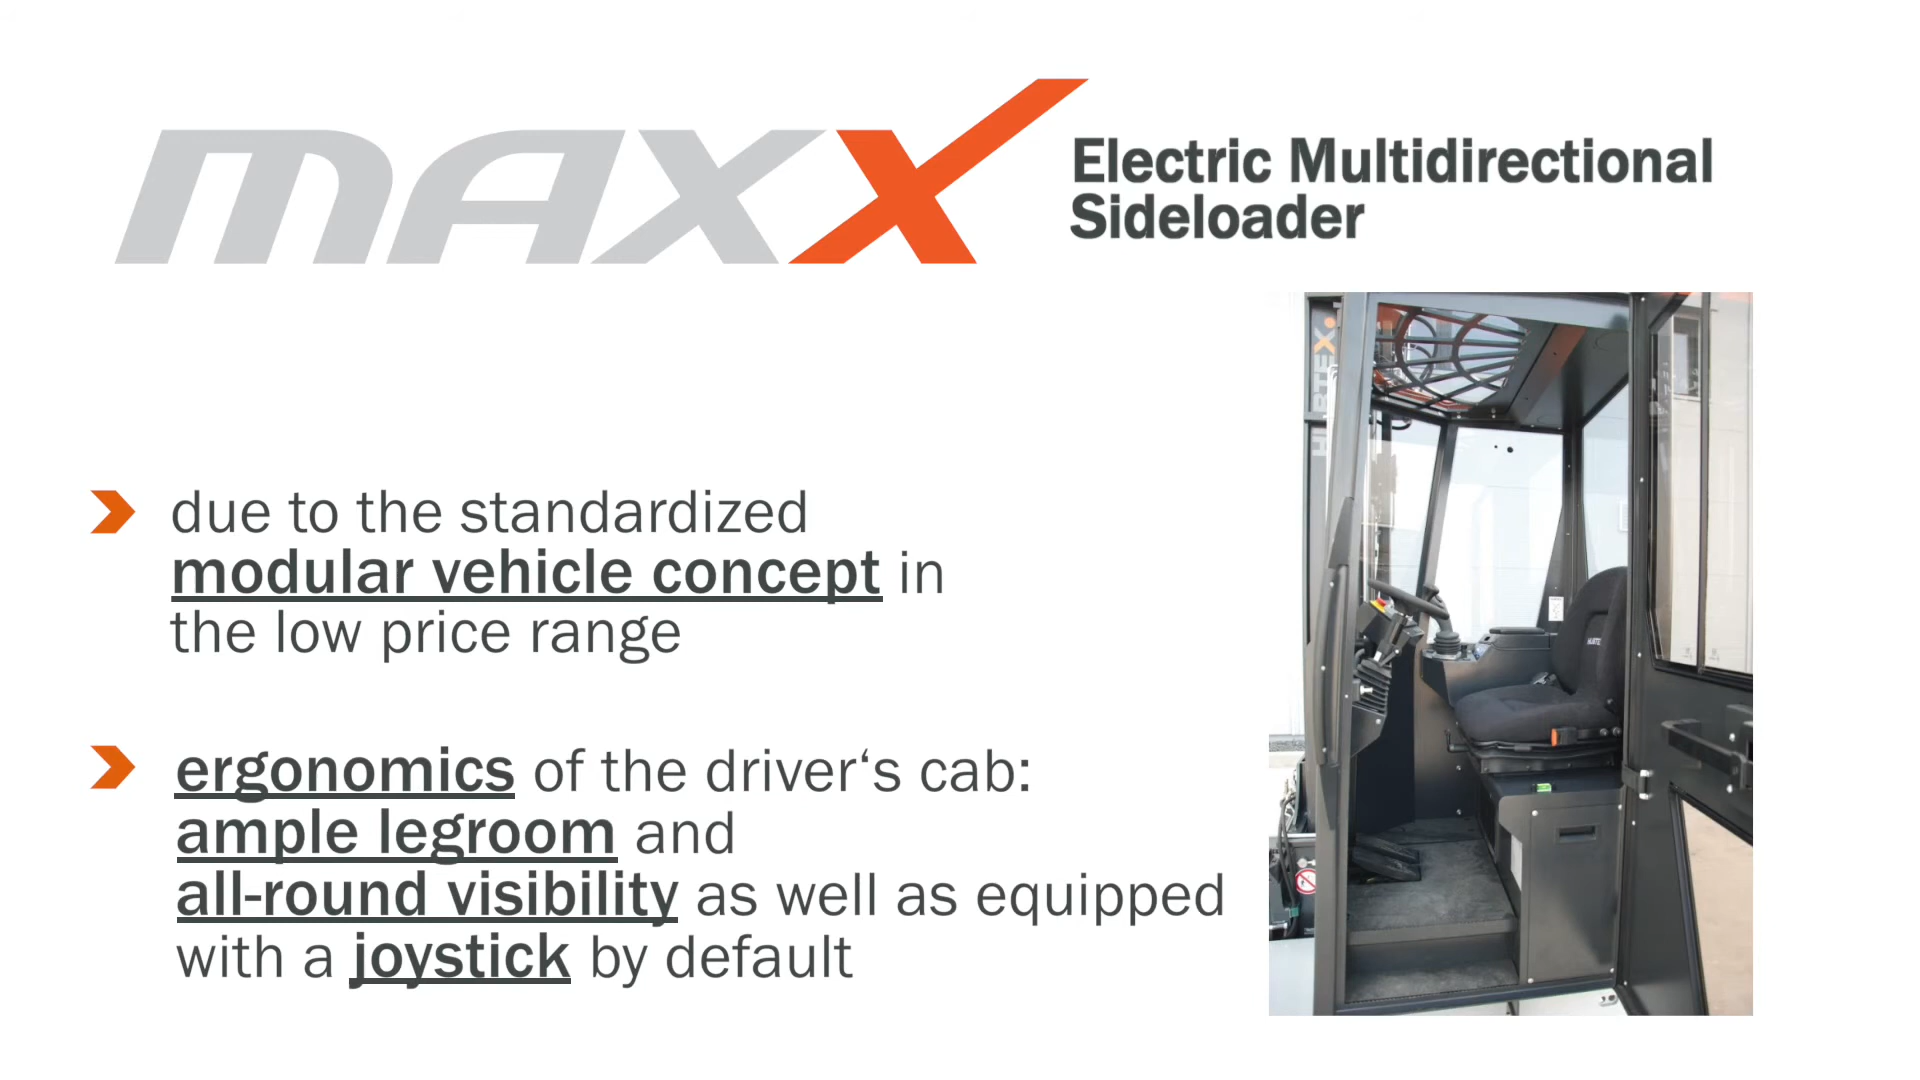 MAXX
Electric Multidirectional
Sideloader
due to the standardized
modular vehicle concept in
the low price range
ergonomics of the driver‘s cab:
ample legroom and
all-round visibility as well as equipped
with a joystick by default